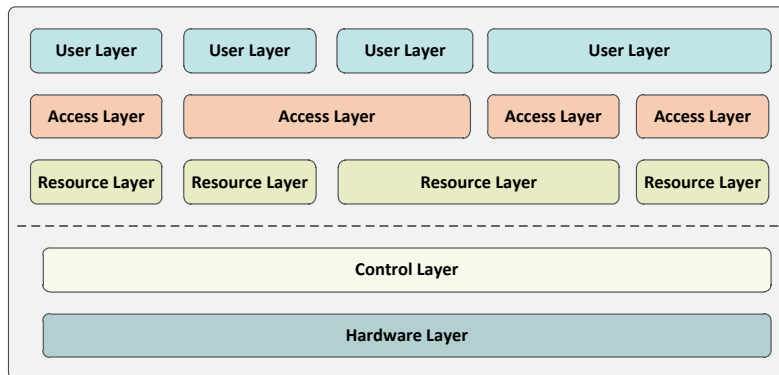 User Layer User Layer User Layer User Layer
Access Layer Access Layer Access Layer Access Layer
Resource Layer Resource Layer Resource Layer Resource Layer
Control Layer
Hardware Layer